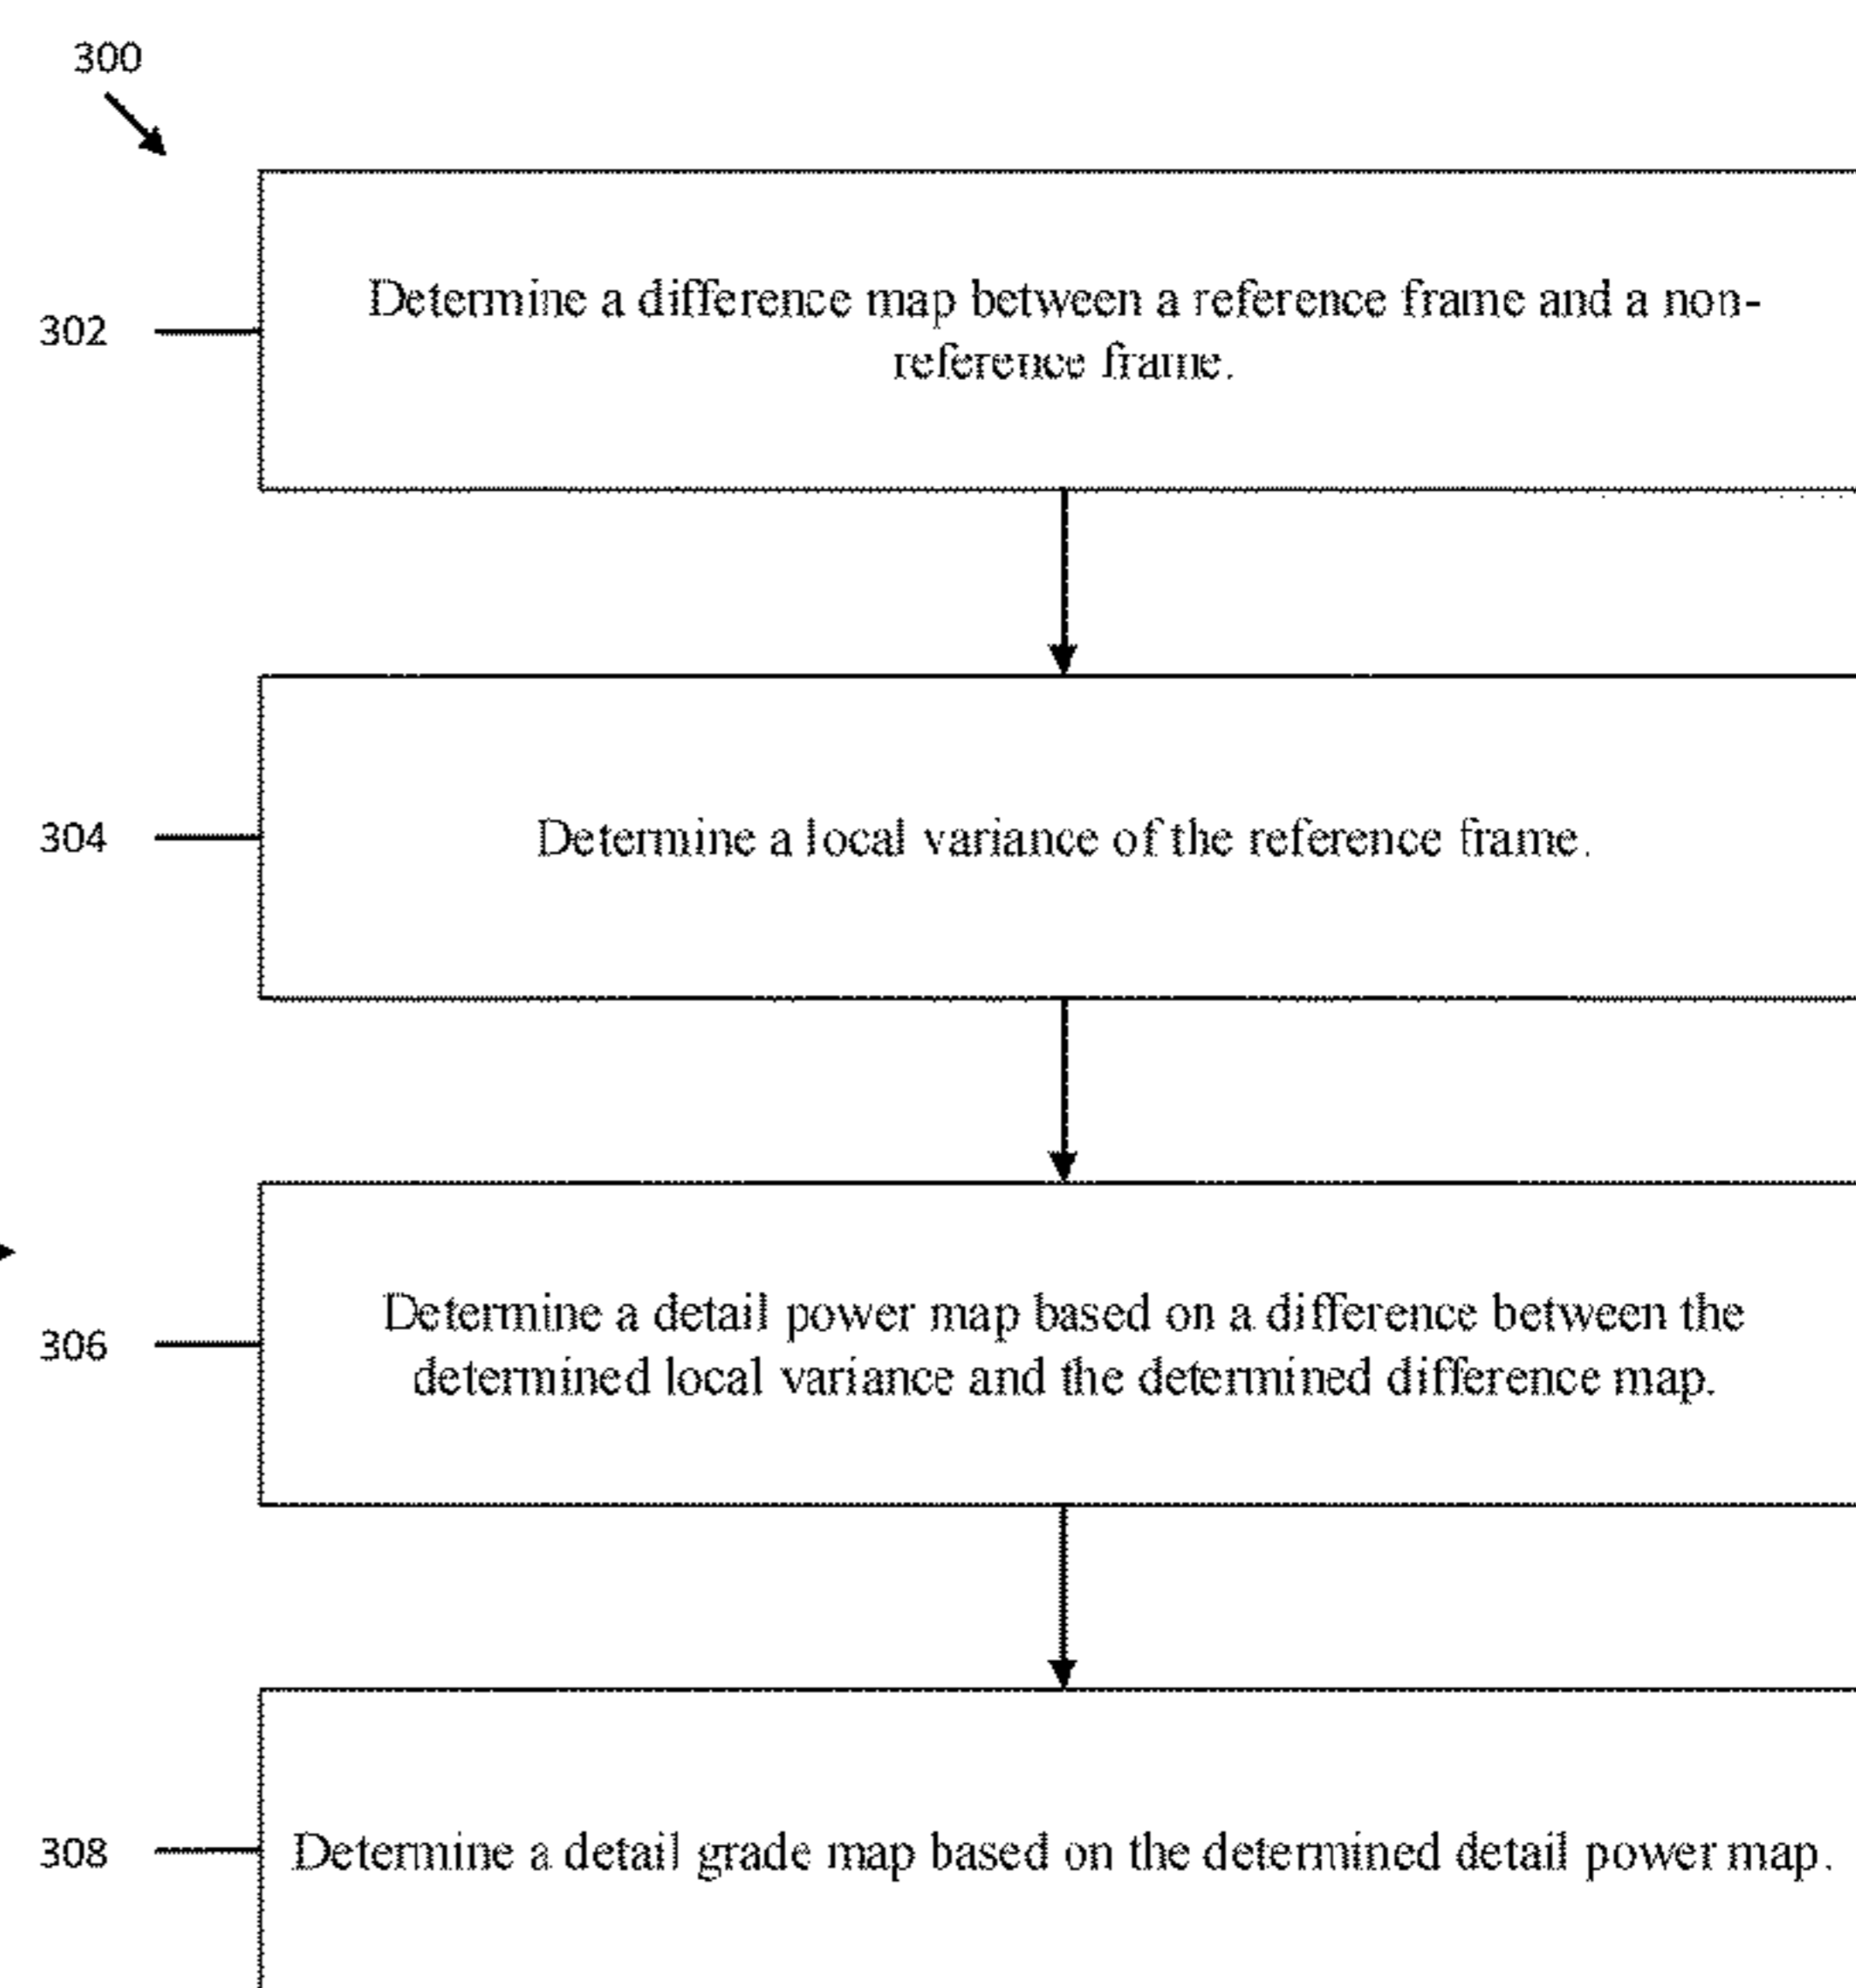 300
302
Determine a difference map between a reference frame and a non-
reference frame.
304
Determine a local variance of the reference frame.
306
Determine a detail power map based on a difference between the
determined local variance and the determined difference map.
308
Determine a detail grade map based on the determined detail power map.